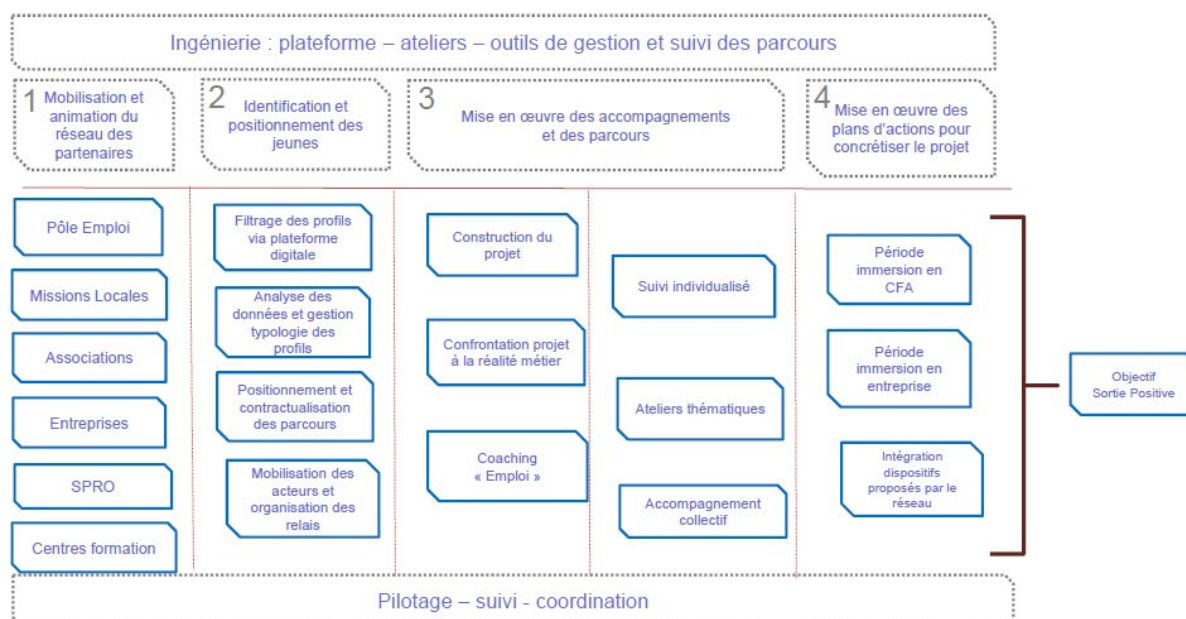 Ingénierie : plateforme – ateliers – outils de gestion et suivi des parcours
1
Mobilisation et
animation du
réseau des
partenaires
2
Identification et
positionnement des
jeunes
3
Mise en œuvre des accompagnements
et des parcours
4
Mise en œuvre des
plans d'actions pour
concrétiser le projet
Pôle Emploi
Missions Locales
Associations
Entreprises
SPRO
Centres formation
Filtrage des profils
via plateforme
digitale
Analyse des
données et gestion
typologie des
profils
Positionnement et
contractualisation
des parcours
Mobilisation des
acteurs et
organisation des
relais
Construction du
projet
Confrontation projet
à la réalité métier
Coaching
« Emploi »
Suivi individualisé
Ateliers thématiques
Accompagnement
collectif
Période
immersion en
CFA
Période
immersion en
entreprise
Intégration
dispositifs
proposés par le
réseau
Objectif
Sortie Positive
Pilotage – suivi - coordination